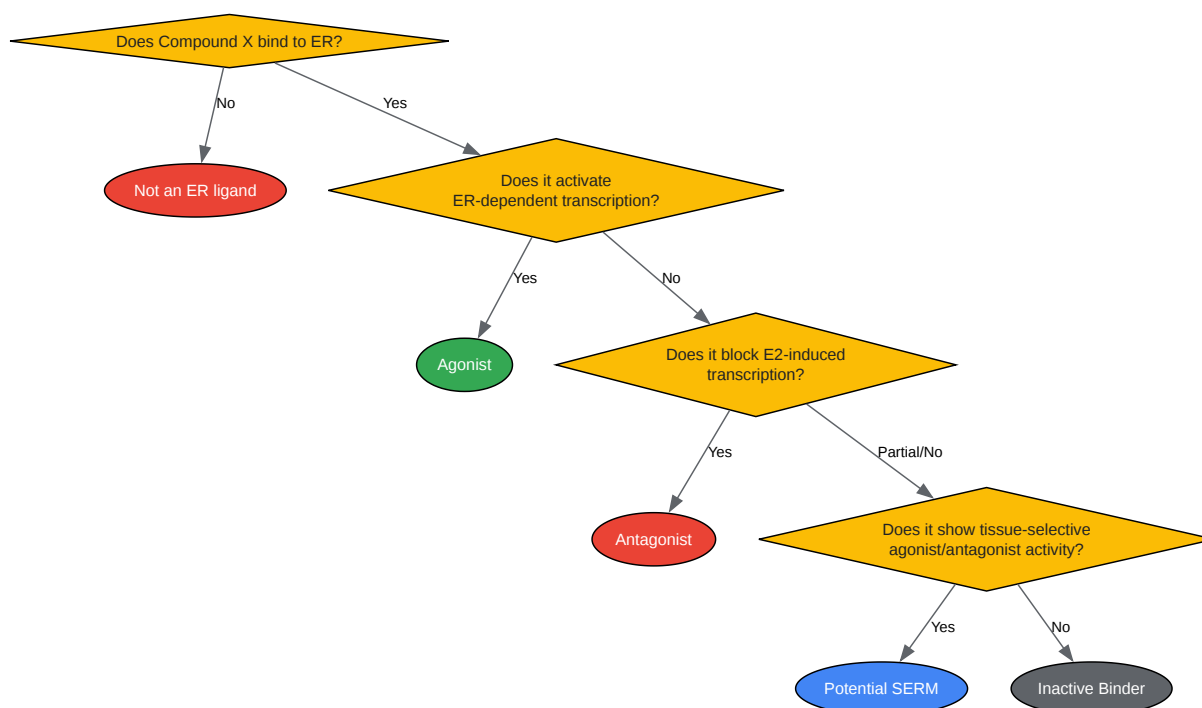 Does Compound X bind to ER?
No
Yes
Not an ER ligand
Does it activate
ER-dependent transcription?
Yes
No
Agonist
Does it block E2-induced
transcription?
Yes
Partial/No
Antagonist
Does it show tissue-selective
agonist/antagonist activity?
Yes
No
Potential SERM
Inactive Binder